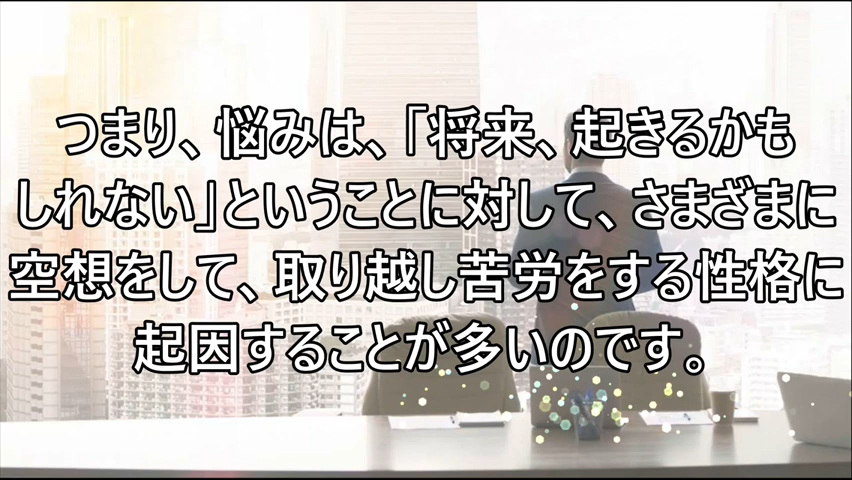 つまり、悩みは、「将来、起きるかも
しれない」ということに対して、さまざまに
空想をして、取り越し苦労をする性格に
起因することが多いのです。